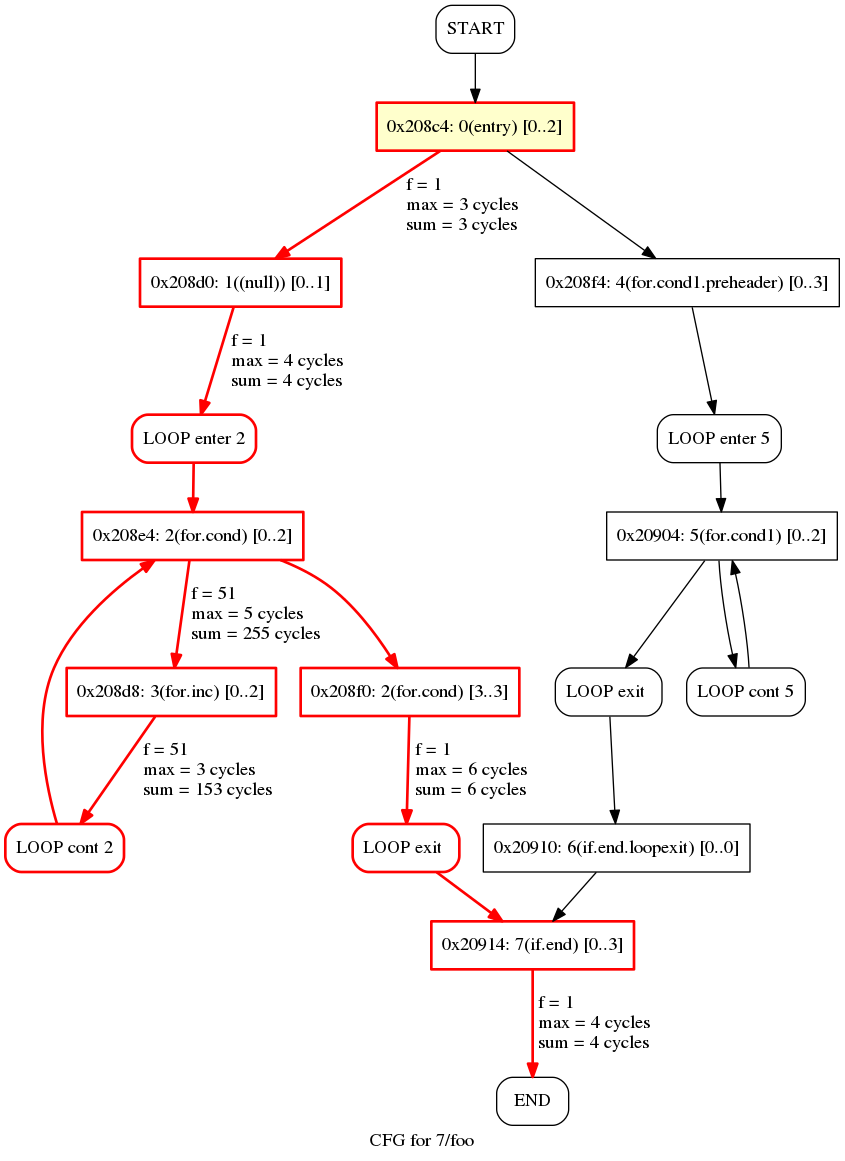 START
0x208c4: 0(entry) [0..2]
f = 1
max = 3 cycles
sum = 3 cycles
0x208d0: 1((null)) [0..1]
0x208f4: 4(for.cond1.preheader) [0..3]
f = 1
max = 4 cycles
sum = 4 cycles
LOOP enter 2
LOOP enter 5
0x208e4: 2(for.cond) [0..2]
0x20904: 5(for.cond1) [0..2]
f = 51
max = 5 cycles
sum = 255 cycles
0x208d8: 3(for.inc) [0..2]
0x208f0: 2(for.cond) [3..3]
LOOP exit
LOOP cont 5
f = 51
max = 3 cycles
sum = 153 cycles
f = 1
max = 6 cycles
sum = 6 cycles
LOOP cont 2
LOOP exit
0x20910: 6(if.end.loopexit) [0..0]
0x20914: 7(if.end) [0..3]
f = 1
max = 4 cycles
sum = 4 cycles
END
CFG for 7/foo